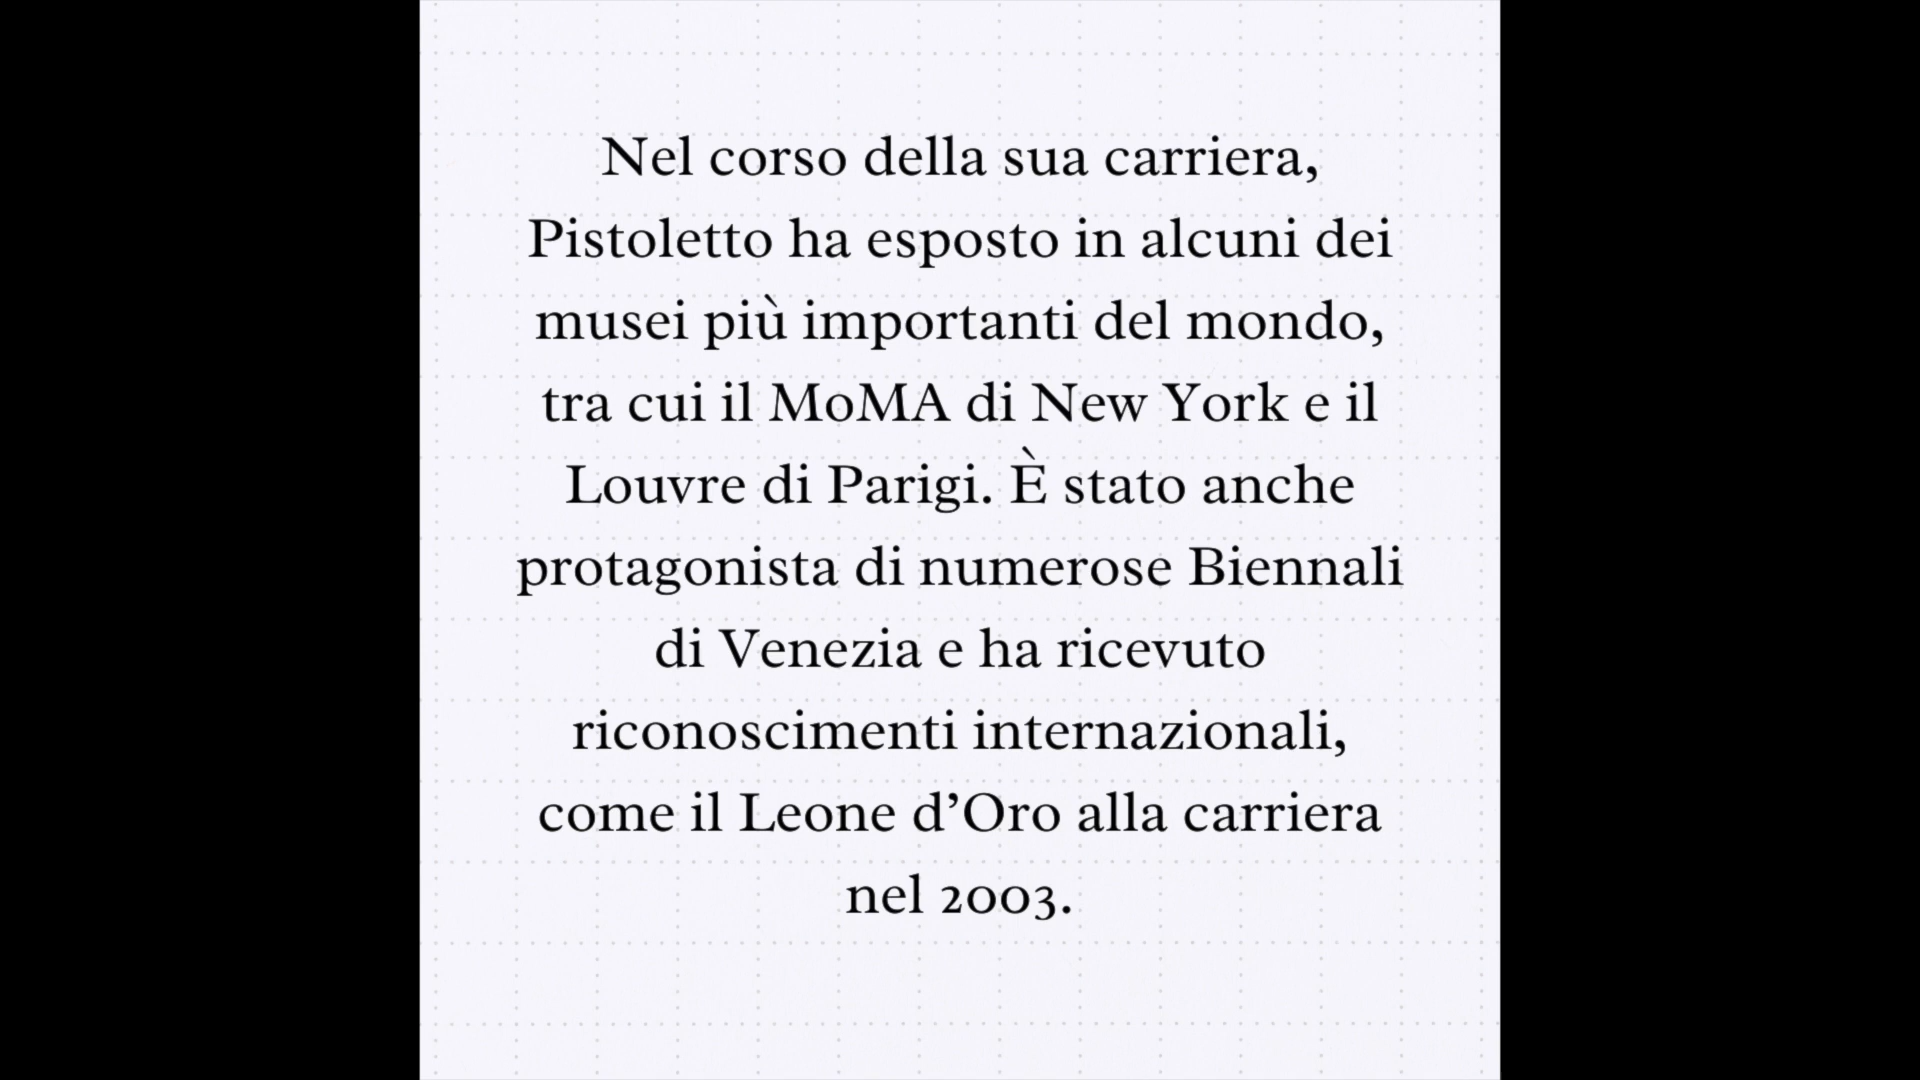 Nel corso della sua carriera,
Pistoletto ha esposto in alcuni dei
musei più importanti del mondo,
tra cui il MoMA di New York e il
Louvre di Parigi. È stato anche
protagonista di numerose Biennali
di Venezia e ha ricevuto
riconoscimenti internazionali,
come il Leone d’Oro alla carriera
nel 2003.